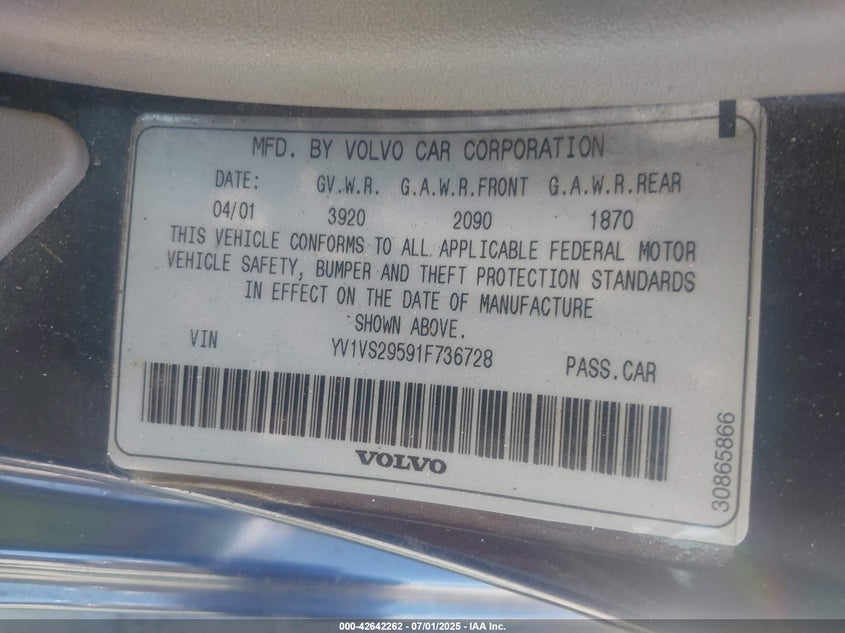 MFD. BY VOLVO CAR CORPORATION
DATE: GV.W.R. G.A.W.R.FRONT G.A.W.R.REAR
04/01 3920 2090 1870
THIS VEHICLE CONFORMS TO ALL APPLICABLE FEDERAL MOTOR
VEHICLE SAFETY, BUMPER AND THEFT PROTECTION STANDARDS
IN EFFECT ON THE DATE OF MANUFACTURE
SHOWN ABOVE.
VIN YV1VS29591F736728 PASS.CAR
VOLVO
30865866
000-42642262 - 07/01/2025 - IAA Inc.